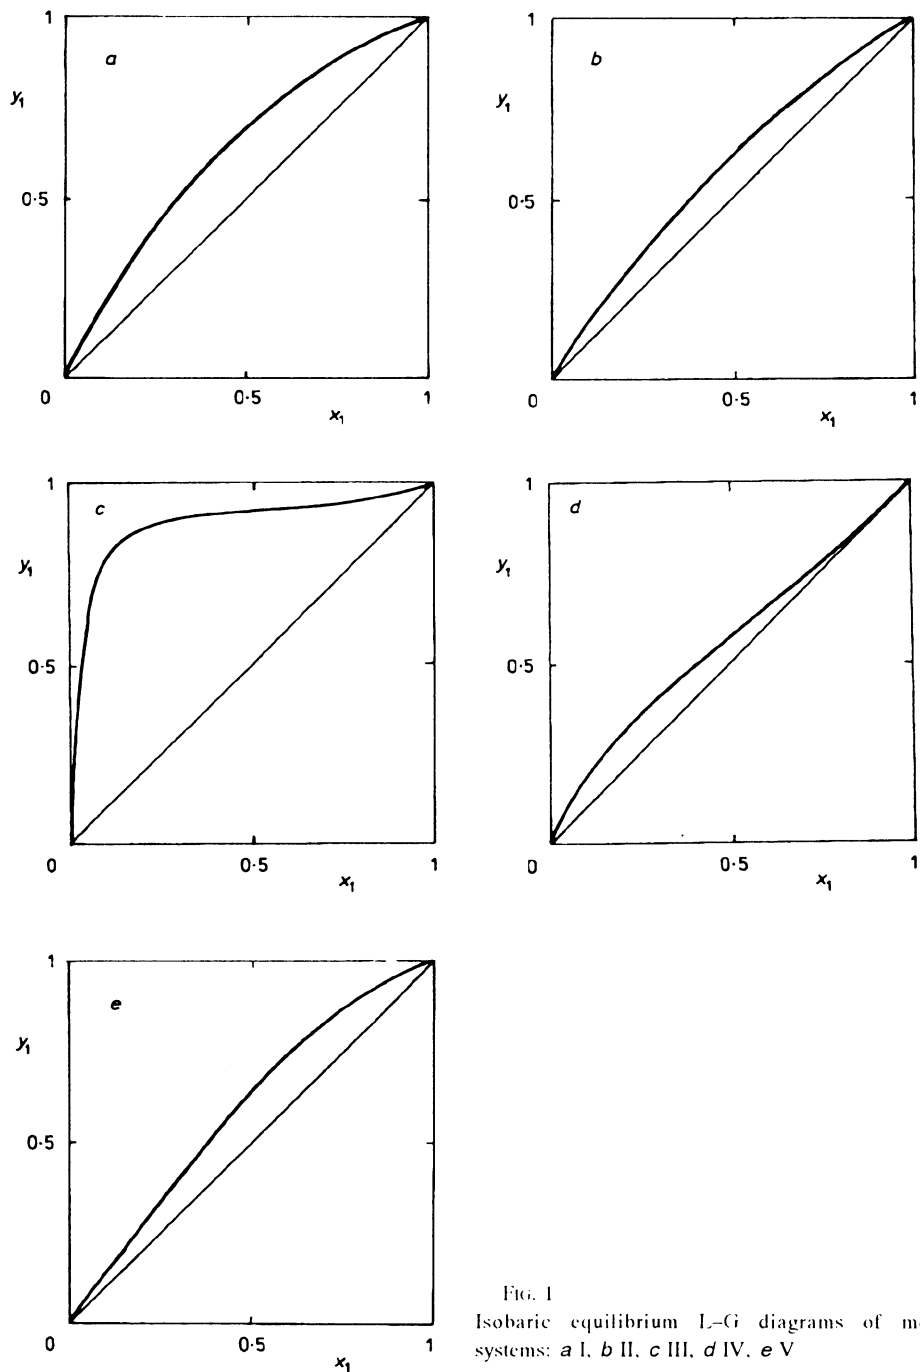 1
a
y₁
0·5
0
0·5
x₁
1
1
b
y₁
0·5
0
0·5
x₁
1
1
c
y₁
0·5
0
0·5
x₁
1
1
d
y₁
0·5
0
0·5
x₁
1
1
e
y₁
0·5
0
0·5
x₁
1
FIG. 1
Isobaric equilibrium L–G diagrams of
systems: a I, b II, c III, d IV, e V